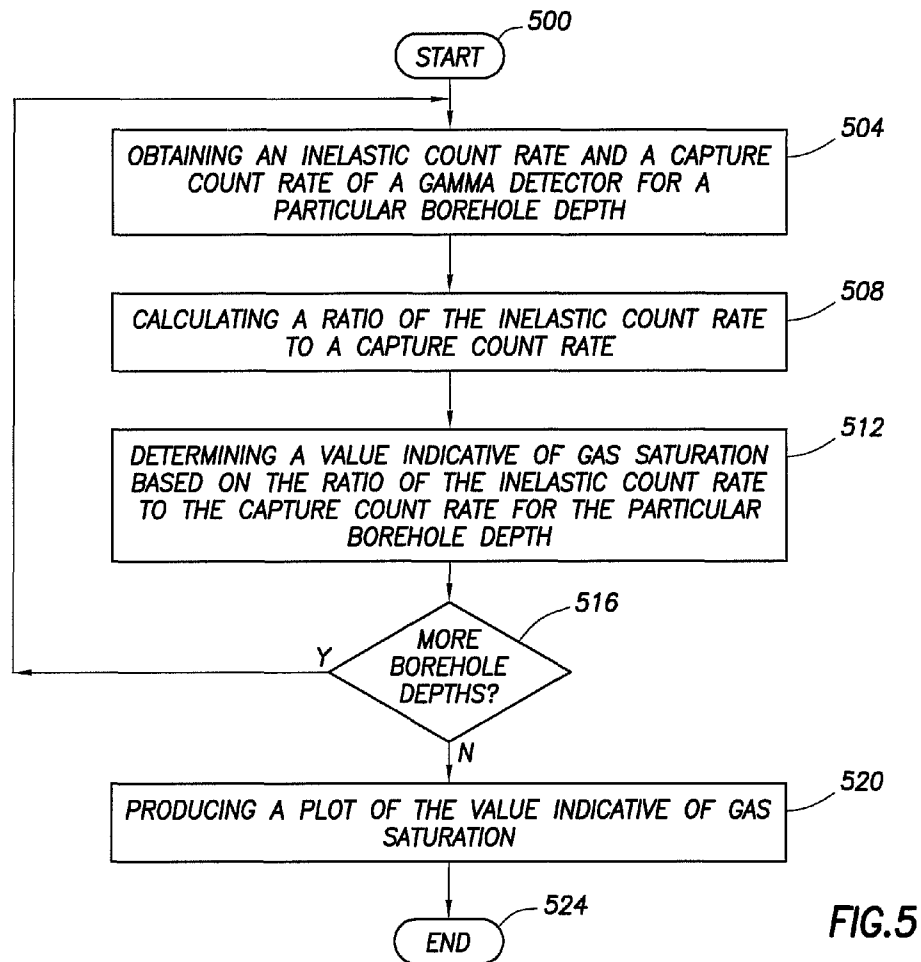 500
START
504
OBTAINING AN INELASTIC COUNT RATE AND A CAPTURE
COUNT RATE OF A GAMMA DETECTOR FOR A
PARTICULAR BOREHOLE DEPTH
508
CALCULATING A RATIO OF THE INELASTIC COUNT RATE
TO A CAPTURE COUNT RATE
512
DETERMINING A VALUE INDICATIVE OF GAS SATURATION
BASED ON THE RATIO OF THE INELASTIC COUNT RATE
TO THE CAPTURE COUNT RATE FOR THE PARTICULAR
BOREHOLE DEPTH
516
MORE
BOREHOLE
DEPTHS?
Y
N
520
PRODUCING A PLOT OF THE VALUE INDICATIVE OF GAS
SATURATION
524
END
FIG.5